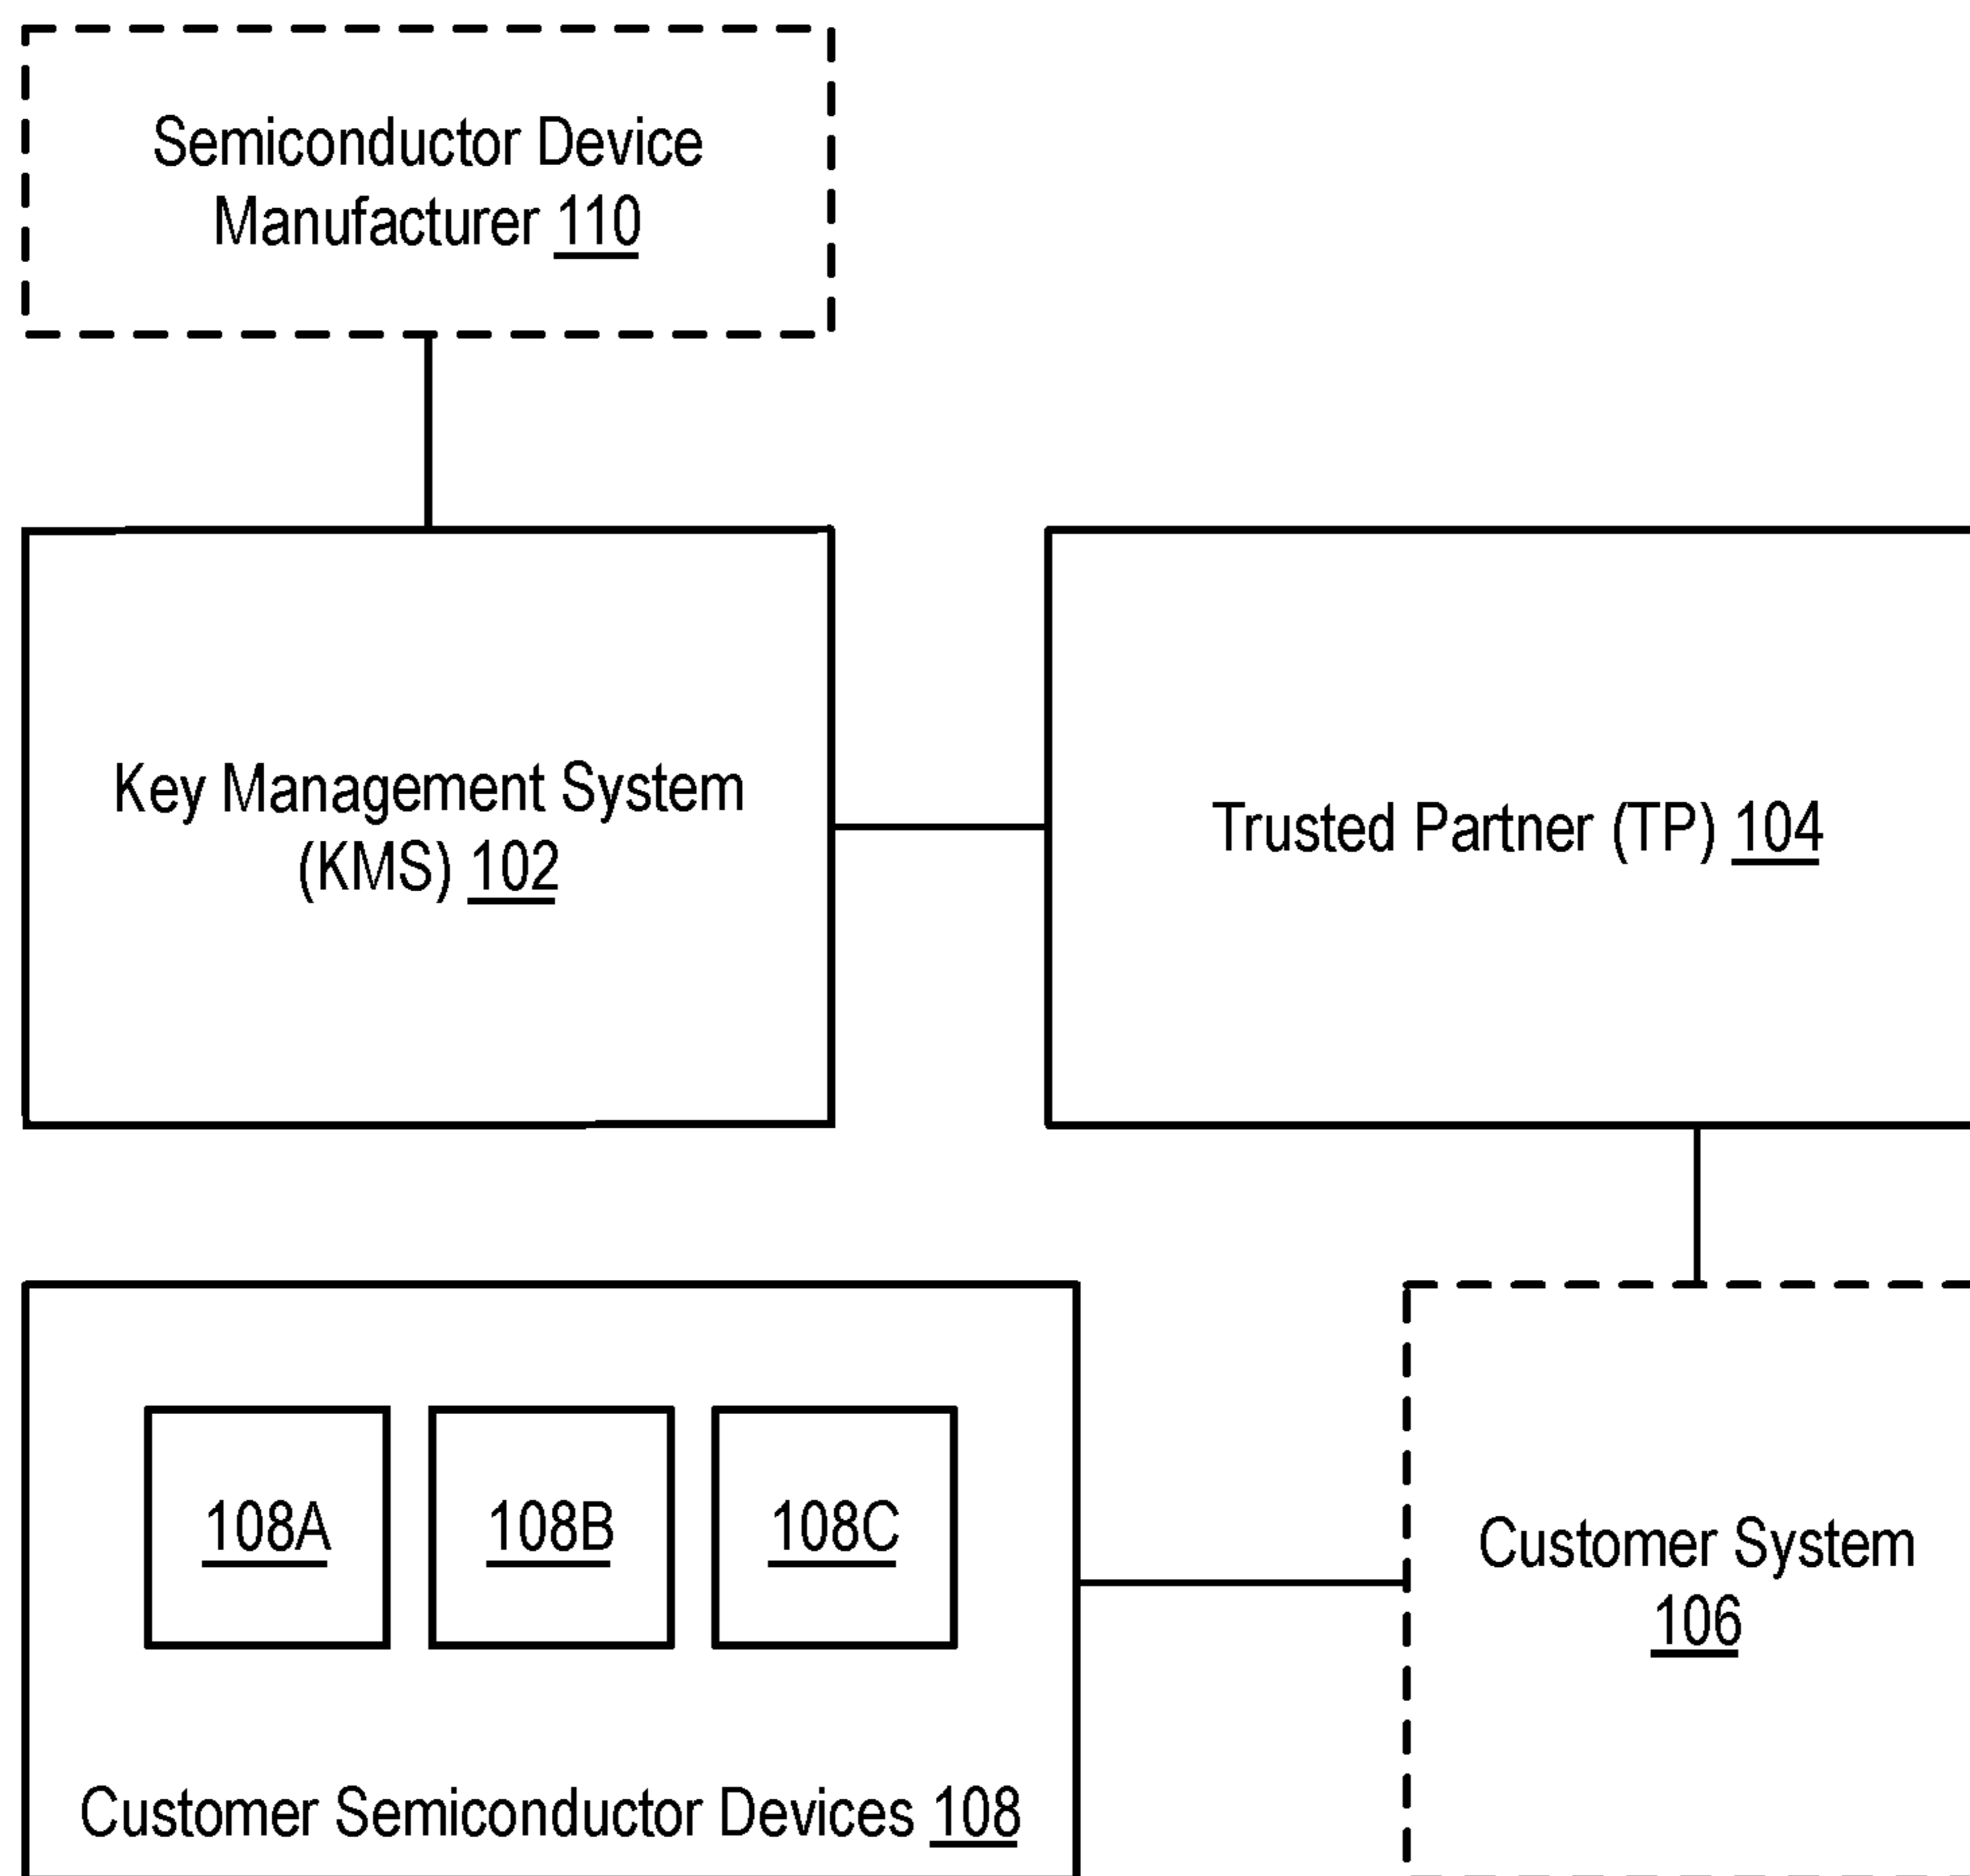 Semiconductor Device
Manufacturer 110
Key Management System
(KMS) 102
Trusted Partner (TP) 104
108A
108B
108C
Customer Semiconductor Devices 108
Customer System
106